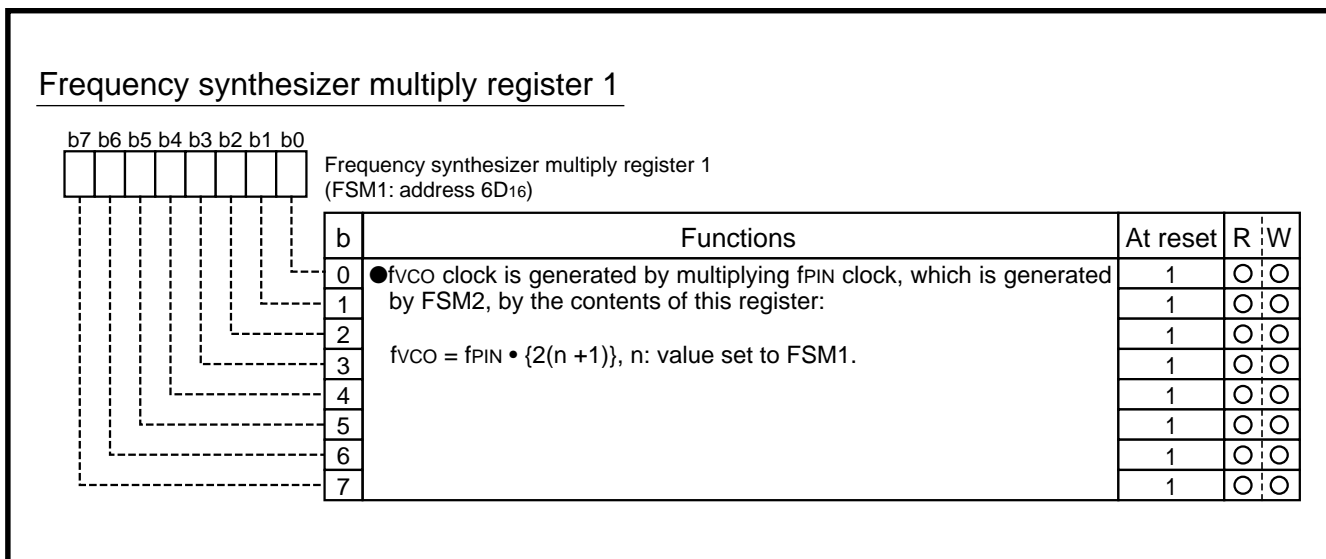 Frequency synthesizer multiply register 1
b7 b6 b5 b4 b3 b2 b1 b0
Frequency synthesizer multiply register 1
(FSM1: address 6D16)
b Functions At reset R W
0 ●fVCO clock is generated by multiplying fPIN clock, which is generated 1 O O
1 by FSM2, by the contents of this register: 1 O O
2 1 O O
3 fVCO = fPIN • {2(n +1)}, n: value set to FSM1. 1 O O
4 1 O O
5 1 O O
6 1 O O
7 1 O O